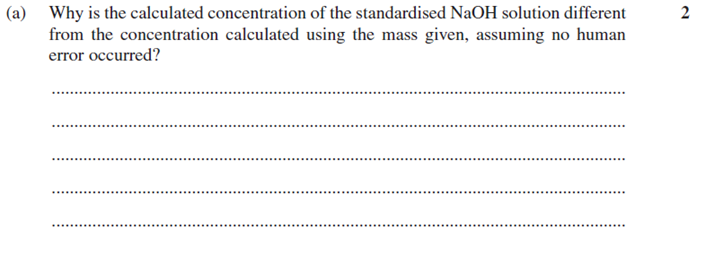 (a) Why is the calculated concentration of the standardised NaOH solution different 2
from the concentration calculated using the mass given, assuming no human
error occurred?